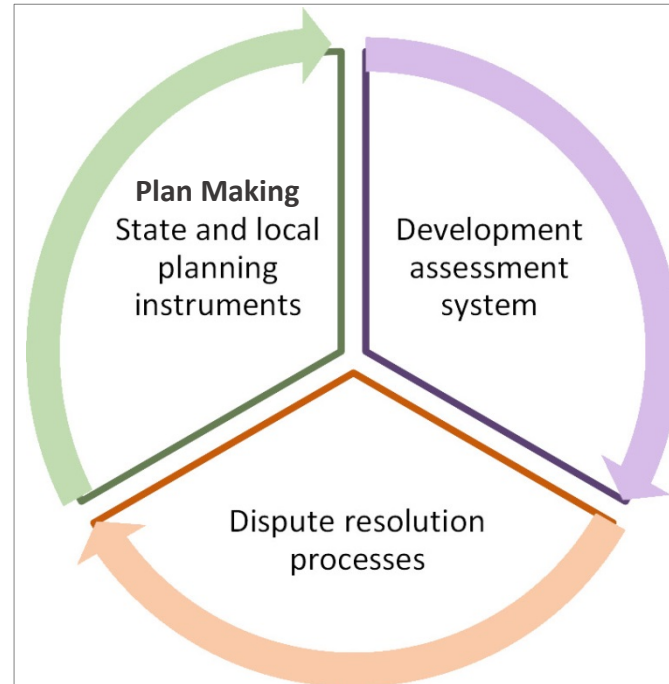 Plan Making
State and local
planning
instruments
Development
assessment
system
Dispute resolution
processes